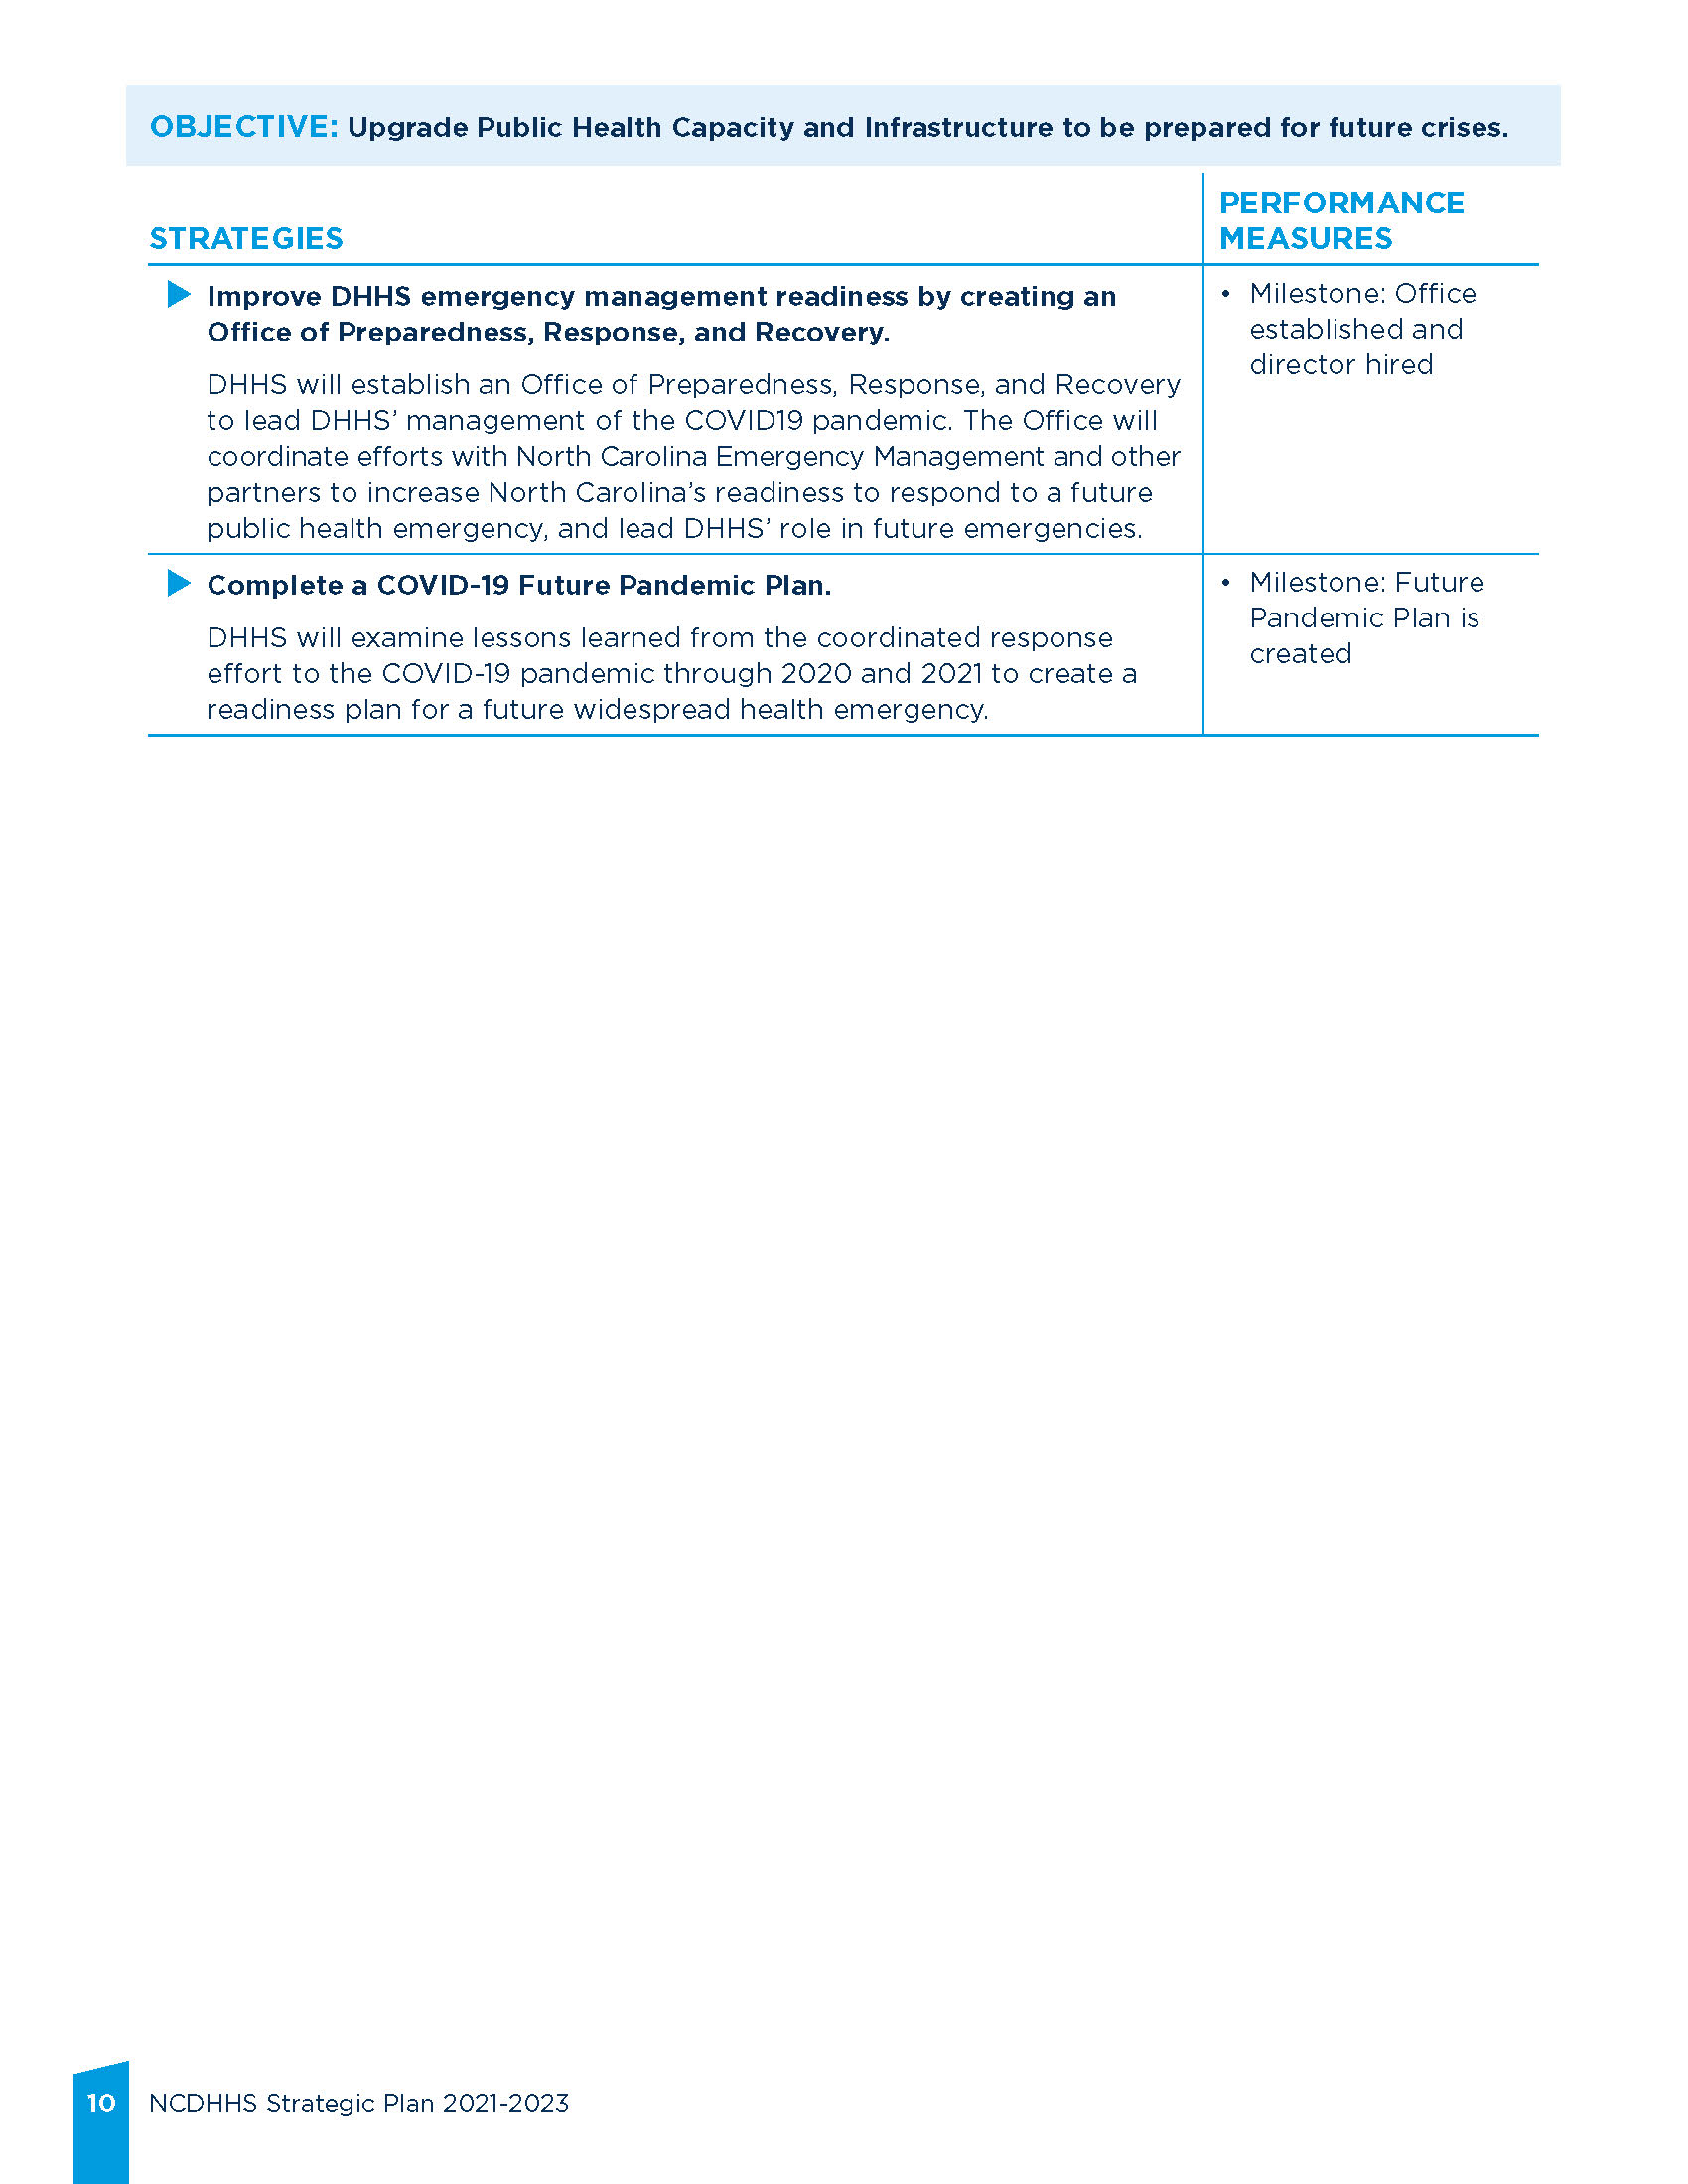 OBJECTIVE: Upgrade Public Health Capacity and Infrastructure to be prepared for future crises.
STRATEGIES
PERFORMANCE
MEASURES
Improve DHHS emergency management readiness by creating an
Office of Preparedness, Response, and Recovery.
DHHS will establish an Office of Preparedness, Response, and Recovery
to lead DHHS’ management of the COVID19 pandemic. The Office will
coordinate efforts with North Carolina Emergency Management and other
partners to increase North Carolina’s readiness to respond to a future
public health emergency, and lead DHHS’ role in future emergencies.
• Milestone: Office
established and
director hired
Complete a COVID-19 Future Pandemic Plan.
DHHS will examine lessons learned from the coordinated response
effort to the COVID-19 pandemic through 2020 and 2021 to create a
readiness plan for a future widespread health emergency.
• Milestone: Future
Pandemic Plan is
created
10 NCDHHS Strategic Plan 2021-2023